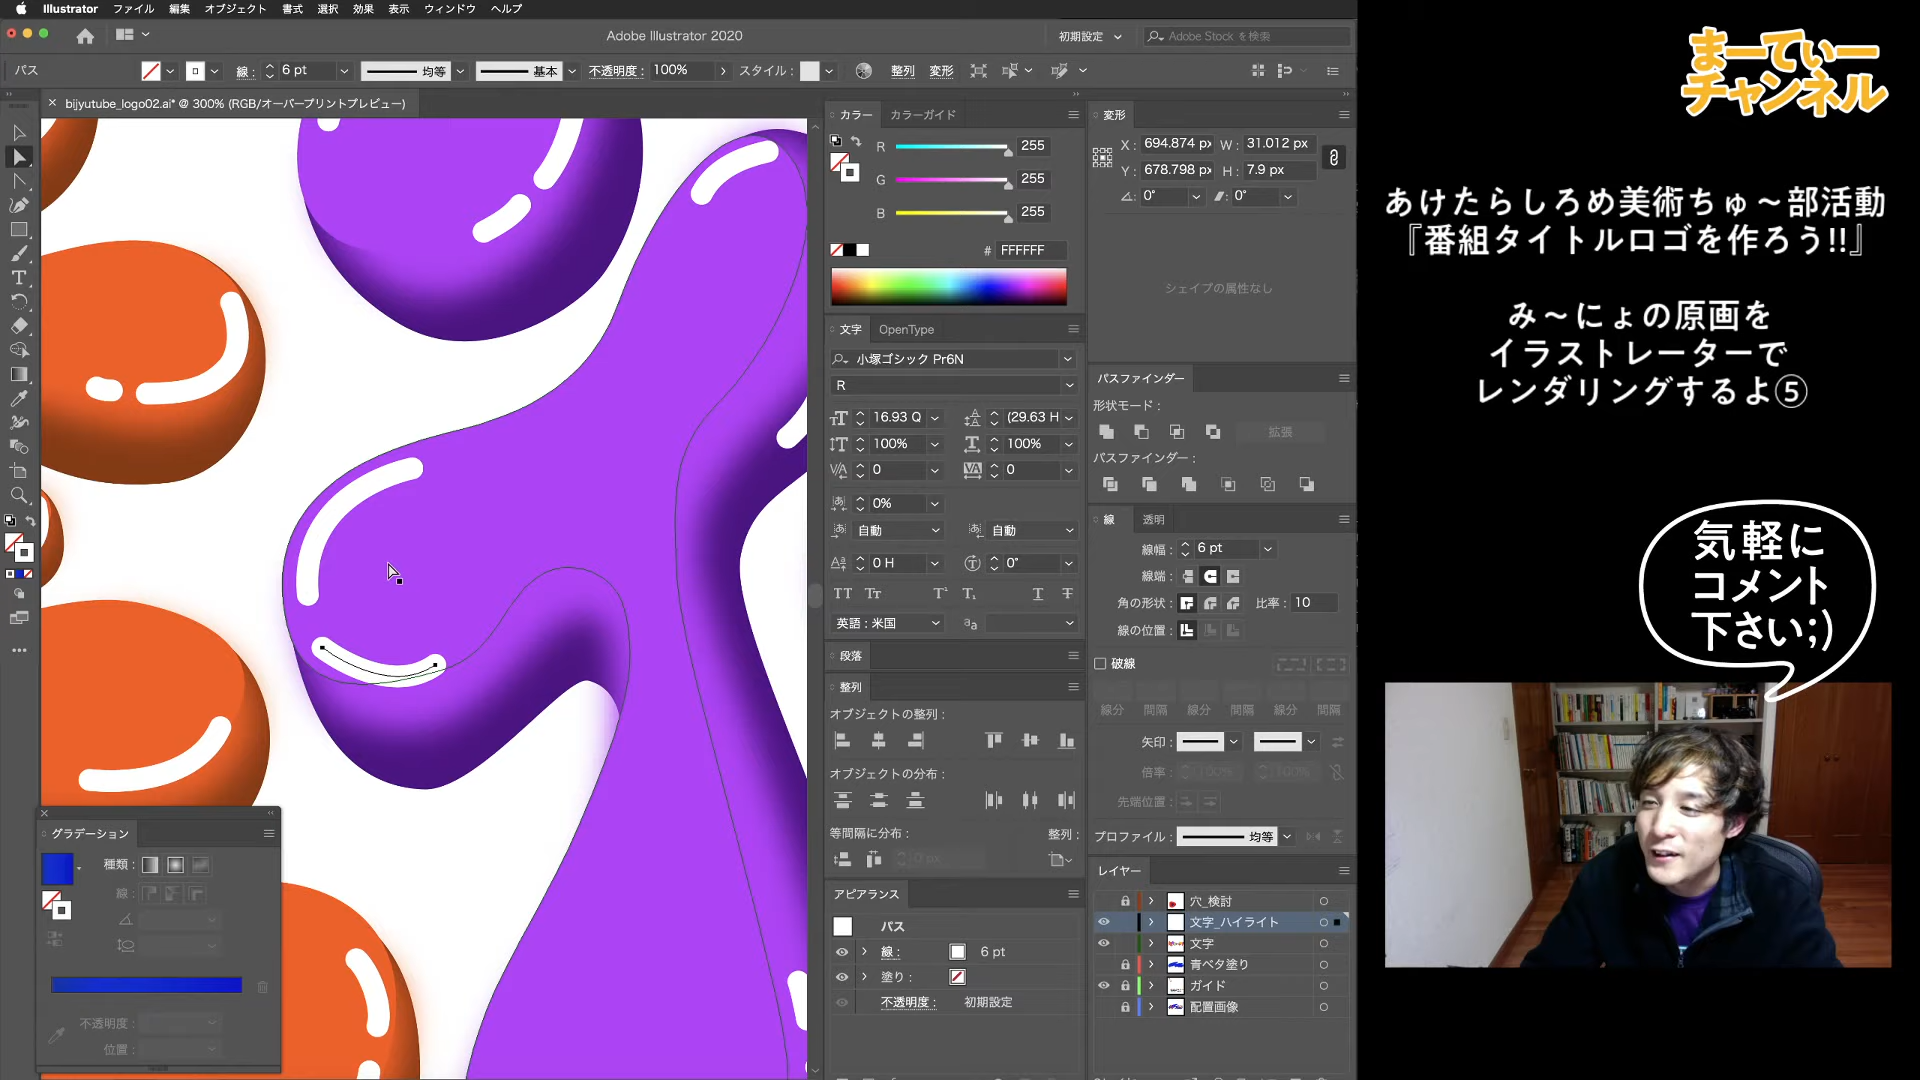 Illustrator ファイル 編集 オブジェクト 書式 選択 効果 表示 ウィンドウ ヘルプ
Adobe Illustrator 2020
初期設定
Adobe Stock を検索
パス
線 : 6 pt
均等
基本
不透明度 : 100%
スタイル :
整列
変形
bijyutube_logo02.ai* @ 300% (RGB/オーバープリントプレビュー)
カラー カラーガイド
R 255
G 255
B 255
# FFFFFF
文字 OpenType
小塚ゴシック Pr6N
R
16.93 Q (29.63 H
100% 100%
0 0
0%
自動 自動
0 H 0°
英語 : 米国
段落
整列
オブジェクトの整列 :
オブジェクトの分布 :
等間隔に分布 : 整列 :
0 px
アピアランス
パス
線 : 6 pt
塗り :
不透明度 : 初期設定
変形
X : 694.874 px W : 31.012 px
Y : 678.798 px H : 7.9 px
0° 0°
シェイプの属性なし
パスファインダー
形状モード :
拡張
パスファインダー :
線 透明
線幅 : 6 pt
線端 :
角の形状 : 比率 : 10
線の位置 :
破線
線分 間隔 線分 間隔 線分 間隔
矢印 :
倍率 : 100% 100%
先端位置 :
プロファイル : 均等
レイヤー
穴_検討
文字_ハイライト
文字
青ベタ塗り
ガイド
配置画像
グラデーション
種類 :
線 :
不透明度 :
位置 :
まーてぃー
チャンネル
あけたらしろめ美術ちゅ～部活動
『番組タイトルロゴを作ろう!!』
み～にょの原画を
イラストレーターで
レンダリングするよ⑤
気軽に
コメント
下さい;)